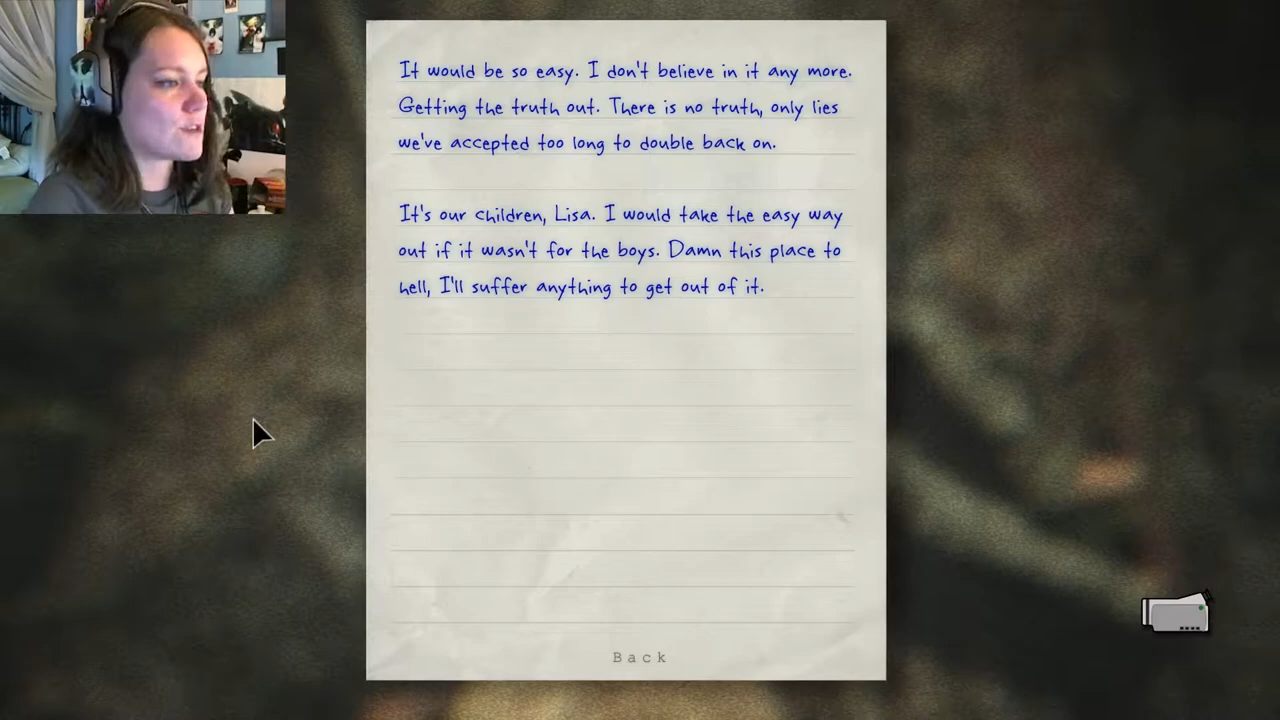 It would be so easy. I don't believe in it any more.
Getting the truth out. There is no truth, only lies
we've accepted too long to double back on.
It's our children, Lisa. I would take the easy way
out if it wasn't for the boys. Damn this place to
hell, I'll suffer anything to get out of it.
Back